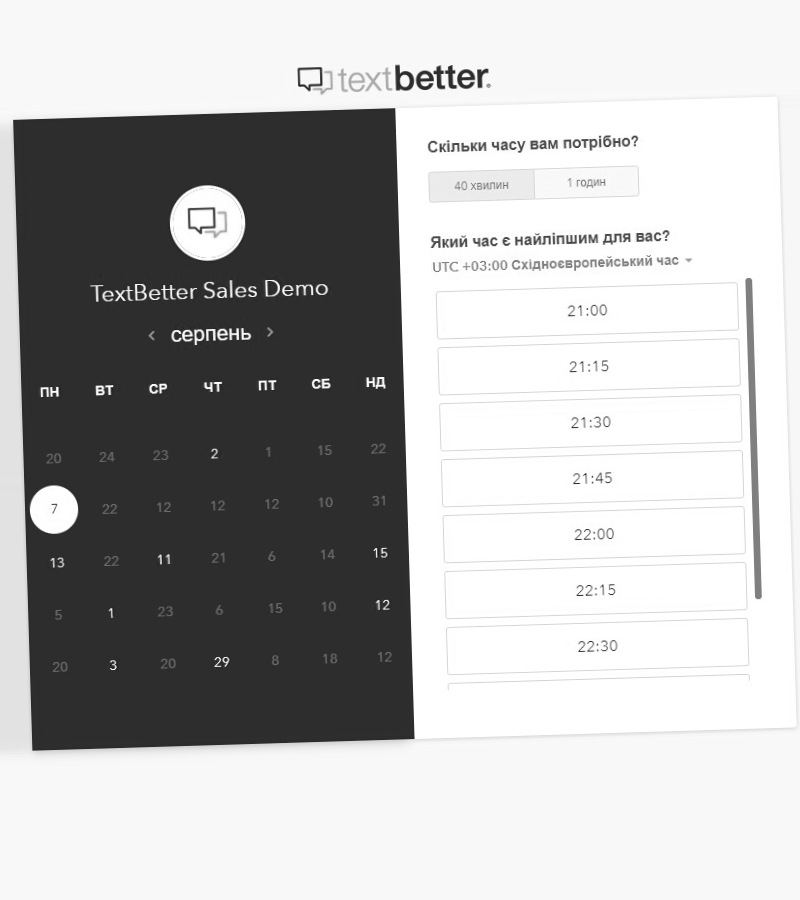 textbetter.
TextBetter Sales Demo
серпень
ПН ВТ СР ЧТ ПТ СБ НД
20 24 23 2 1 15 22
7 22 12 12 12 10 31
13 22 11 21 6 14 15
5 1 23 6 15 10 12
20 3 20 29 8 18 12
Скільки часу вам потрібно?
40 хвилин 1 годин
Який час є найліпшим для вас?
UTC +03:00 Східноєвропейський час
21:00
21:15
21:30
21:45
22:00
22:15
22:30